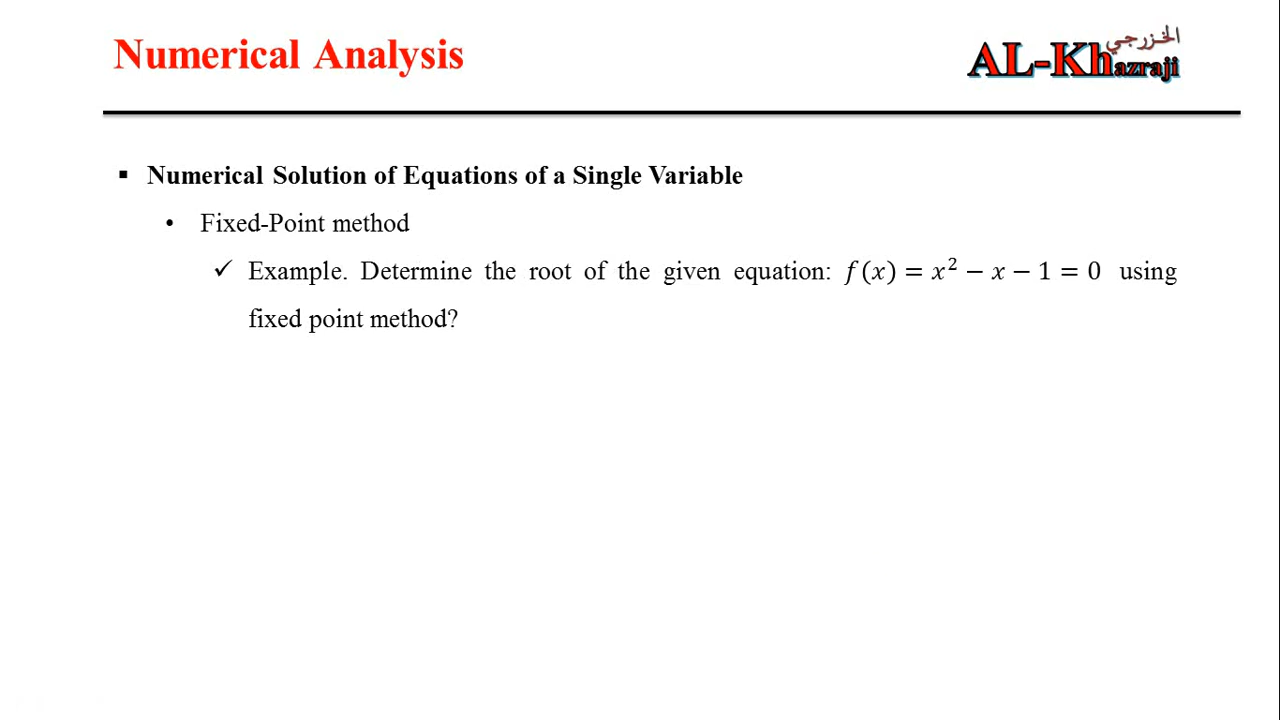 Numerical Analysis
الخزرجي
AL-Khazraji
▪ Numerical Solution of Equations of a Single Variable
• Fixed-Point method
✓ Example. Determine the root of the given equation: f(x) = x² − x − 1 = 0 using
fixed point method?